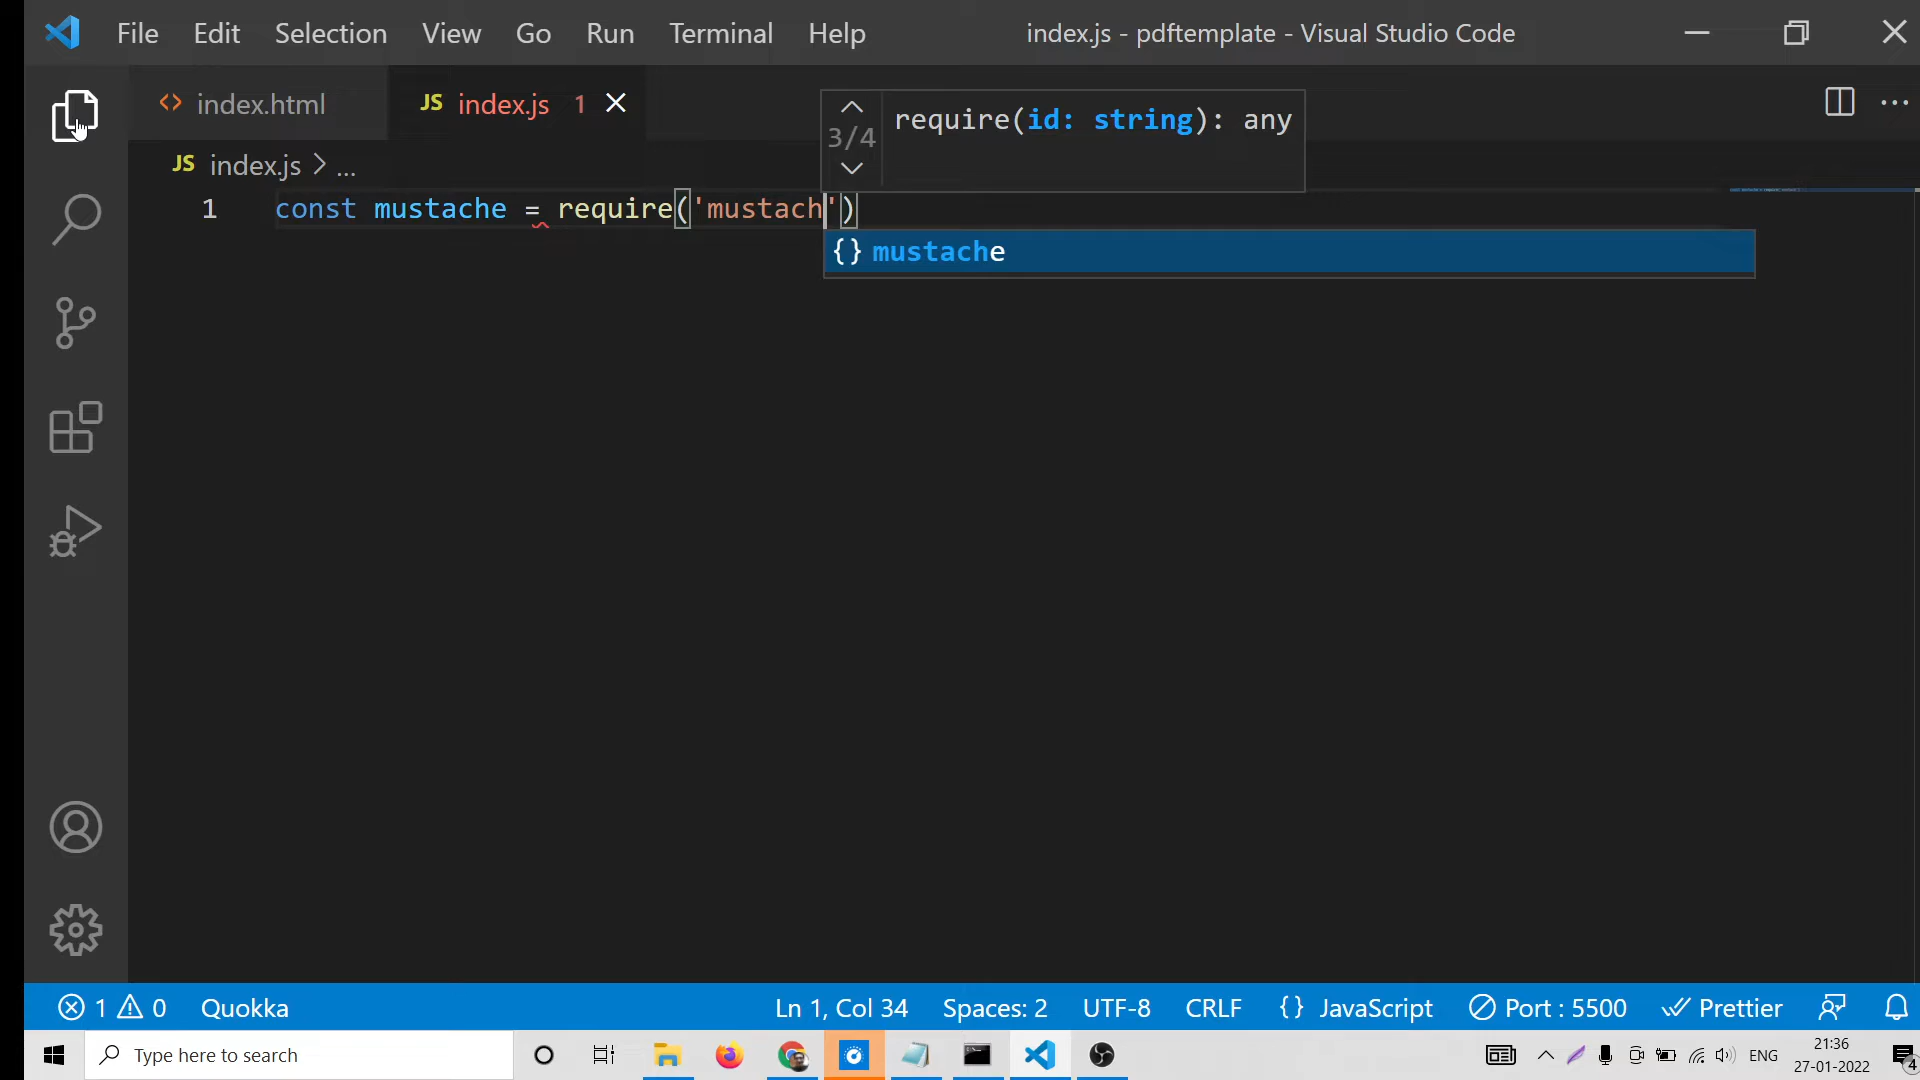 File Edit Selection View Go Run Terminal Help index.js - pdftemplate - Visual Studio Code
index.html JS index.js 1
3/4 require(id: string): any
JS index.js > ...
1 const mustache = require('mustach')
{} mustache
1 0 Quokka Ln 1, Col 34 Spaces: 2 UTF-8 CRLF {} JavaScript Port : 5500 Prettier
Type here to search ENG 21:36
27-01-2022 4